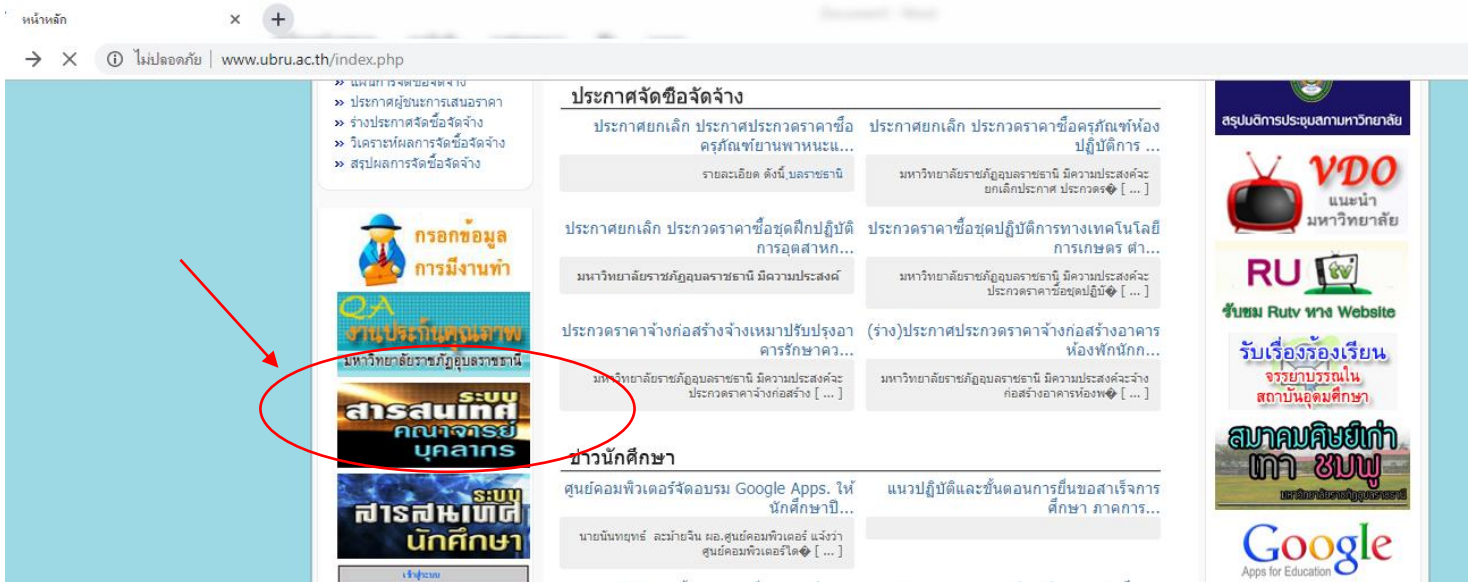 หน้าหลัก
ไม่ปลอดภัย | www.ubru.ac.th/index.php
» แผนการจัดซื้อจัดจ้าง
» ประกาศผู้ชนะการเสนอราคา
» ร่างประกาศจัดซื้อจัดจ้าง
» วิเคราะห์ผลการจัดซื้อจัดจ้าง
» สรุปผลการจัดซื้อจัดจ้าง
กรอกข้อมูล
การมีงานทำ
QA
งานประกันคุณภาพ
มหาวิทยาลัยราชภัฏอุบลราชธานี
ระบบ
สารสนเทศ
คณาจารย์
บุคลากร
ระบบ
สารสนเทศ
นักศึกษา
เข้าสู่ระบบ
ประกาศจัดซื้อจัดจ้าง
ประกาศยกเลิก ประกาศประกวดราคาซื้อ
ครุภัณฑ์ยานพาหนะแ...
รายละเอียด ดังนี้ บลราชธานิ
ประกาศยกเลิก ประกวดราคาซื้อครุภัณฑ์ห้อง
ปฏิบัติการ ...
มหาวิทยาลัยราชภัฏอุบลราชธานี มีความประสงค์จะ
ยกเลิกประกาศ ประกวดร� [ ... ]
ประกาศยกเลิก ประกวดราคาซื้อชุดฝึกปฏิบัติ
การอุตสาหก...
มหาวิทยาลัยราชภัฏอุบลราชธานี มีความประสงค์
ประกวดราคาซื้อชุดปฏิบัติการทางเทคโนโลยี
การเกษตร ตำ...
มหาวิทยาลัยราชภัฏอุบลราชธานี มีความประสงค์จะ
ประกวดราคาซื้อชุดปฏิบั� [ ... ]
ประกวดราคาจ้างก่อสร้างจ้างเหมาปรับปรุงอา
คารรักษาคว...
มหาวิทยาลัยราชภัฏอุบลราชธานี มีความประสงค์จะ
ประกวดราคาจ้างก่อสร้าง [ ... ]
(ร่าง)ประกาศประกวดราคาจ้างก่อสร้างอาคาร
ห้องพักนักก...
มหาวิทยาลัยราชภัฏอุบลราชธานี มีความประสงค์จะจ้าง
ก่อสร้างอาคารห้องพ� [ ... ]
ข่าวนักศึกษา
ศูนย์คอมพิวเตอร์จัดอบรม Google Apps. ให้
นักศึกษาปี...
นายนันทยุทธ์ ละม้ายจีน ผอ.ศูนย์คอมพิวเตอร์ แจ้งว่า
ศูนย์คอมพิวเตอร์ได� [ ... ]
แนวปฏิบัติและขั้นตอนการยื่นขอสำเร็จการ
ศึกษา ภาคการ...
สรุปมติการประชุมสภามหาวิทยาลัย
VDO
แนะนำ
มหาวิทยาลัย
RU tv
รับชม Rutv ทาง Website
รับเรื่องร้องเรียน
จรรยาบรรณใน
สถาบันอุดมศึกษา
สมาคมศิษย์เก่า
เทา ชมพู
มหาวิทยาลัยราชภัฏอุบลราชธานี
Google
Apps for Education